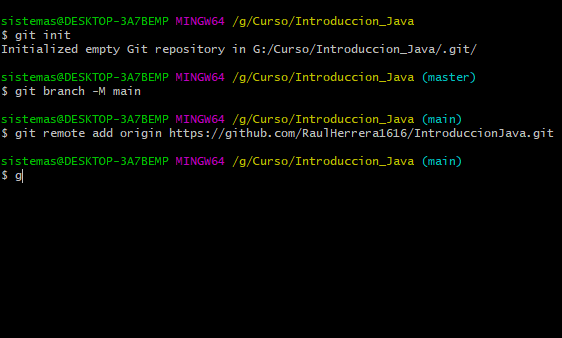 sistemas@DESKTOP-3A7BEMP MINGW64 /g/Curso/Introduccion_Java
$ git init
Initialized empty Git repository in G:/Curso/Introduccion_Java/.git/
sistemas@DESKTOP-3A7BEMP MINGW64 /g/Curso/Introduccion_Java (master)
$ git branch -M main
sistemas@DESKTOP-3A7BEMP MINGW64 /g/Curso/Introduccion_Java (main)
$ git remote add origin https://github.com/RaulHerrera1616/IntroduccionJava.git
sistemas@DESKTOP-3A7BEMP MINGW64 /g/Curso/Introduccion_Java (main)
$ g